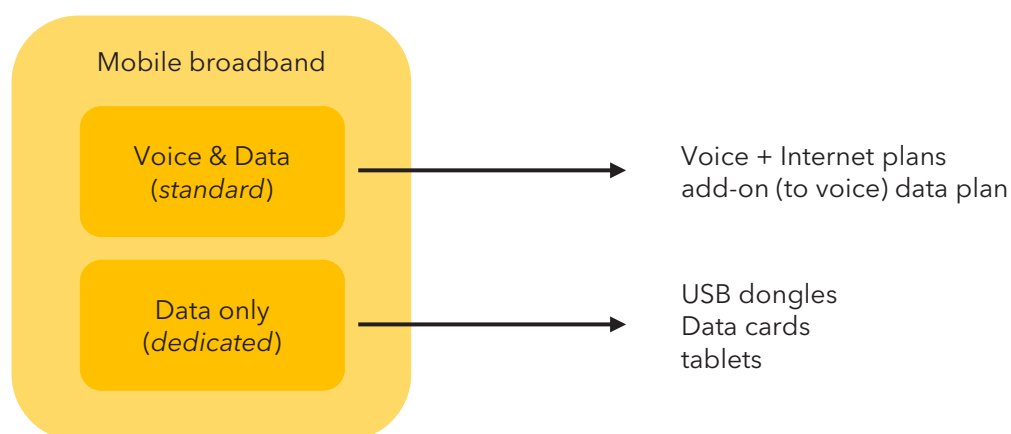 Mobile broadband
Voice & Data
(standard)
Voice + Internet plans
add-on (to voice) data plan
Data only
(dedicated)
USB dongles
Data cards
tablets